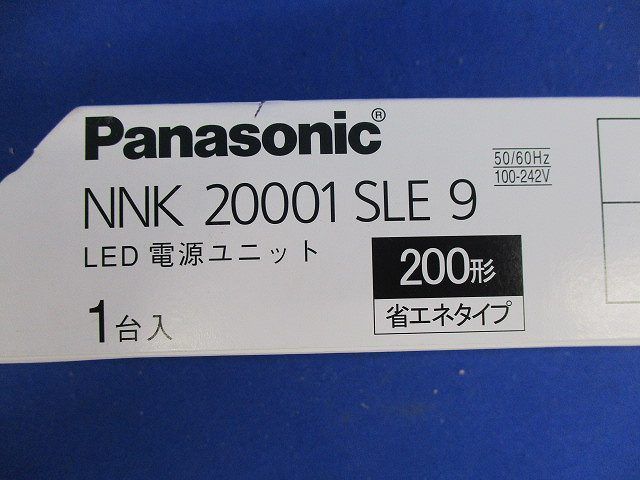 Panasonic®
NNK 20001 SLE 9
50/60Hz
100-242V
LED 電源ユニット
200形
省エネタイプ
1台入